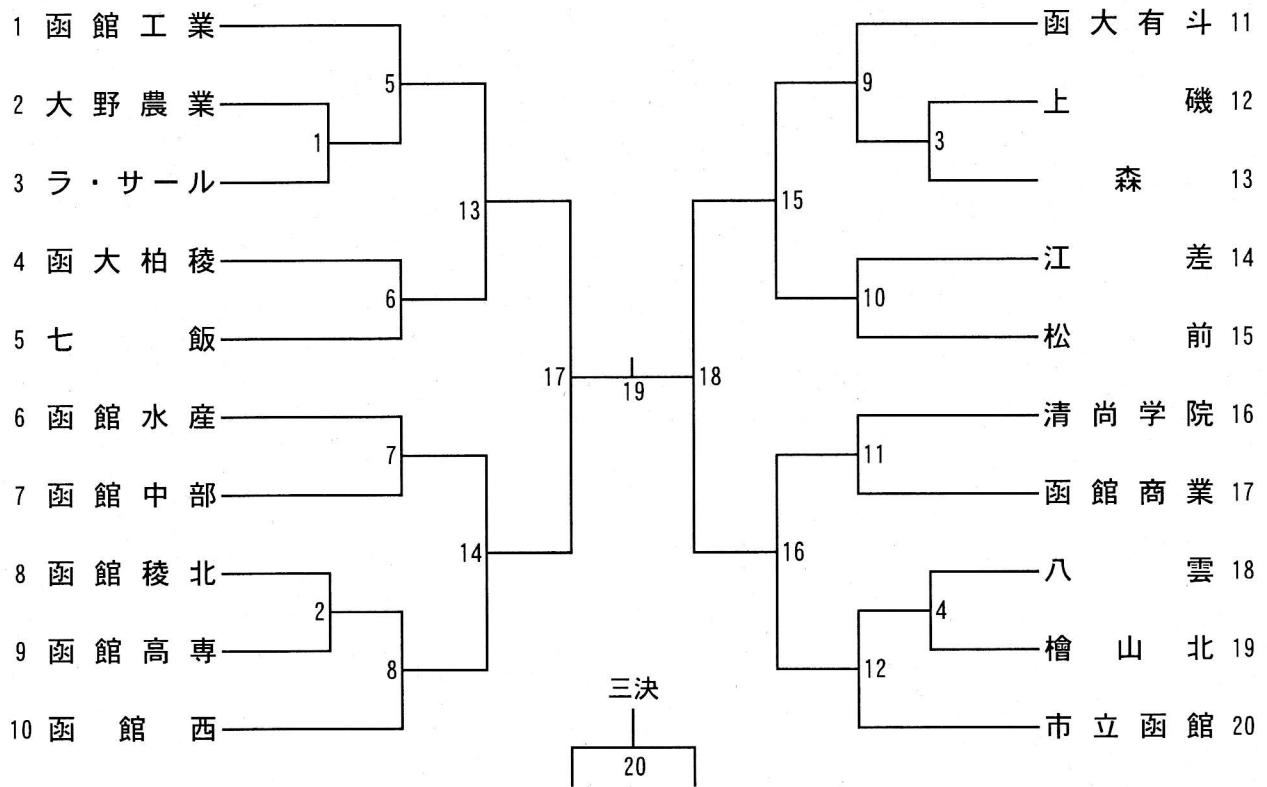 1 函館工業
2 大野農業
3 ラ・サール
4 函大柏稜
5 七飯
6 函館水産
7 函館中部
8 函館稜北
9 函館高専
10 函館西
1
2
5
6
7
8
13
14
17
19
18
15
16
9
10
11
12
3
4
函大有斗 11
上磯 12
森 13
江差 14
松前 15
清尚学院 16
函館商業 17
八雲 18
檜山北 19
市立函館 20
三決
20